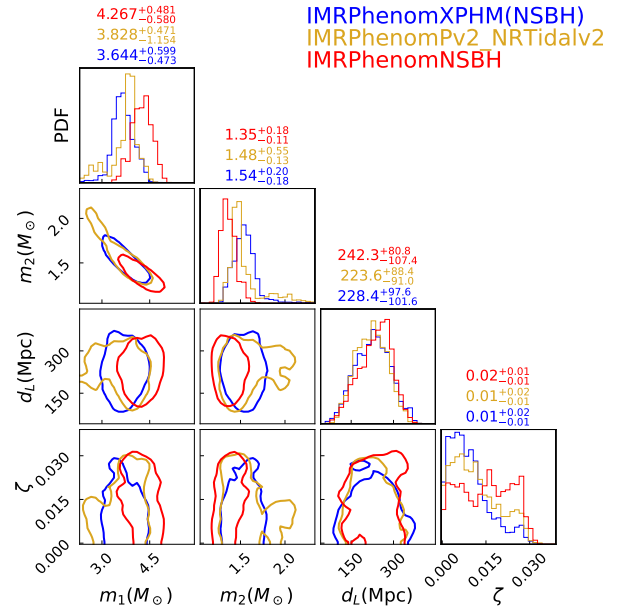 IMRPhenomXPHM(NSBH)
IMRPhenomPv2_NRTidalv2
IMRPhenomNSBH
4.267+0.481−0.580
3.828+0.471−1.154
3.644+0.599−0.473
PDF
1.35+0.18−0.11
1.48+0.55−0.13
1.54+0.20−0.18
m₂(M⊙)
2.0
1.5
242.3+80.8−107.4
223.6+88.4−91.0
228.4+97.6−101.6
d_L(Mpc)
300
150
0.02+0.01−0.01
0.01+0.02−0.01
0.01+0.02−0.01
ζ
0.030
0.015
0.000
3.0 4.5 1.5 2.0 150 300 0.000 0.015 0.030
m₁(M⊙) m₂(M⊙) d_L(Mpc) ζ